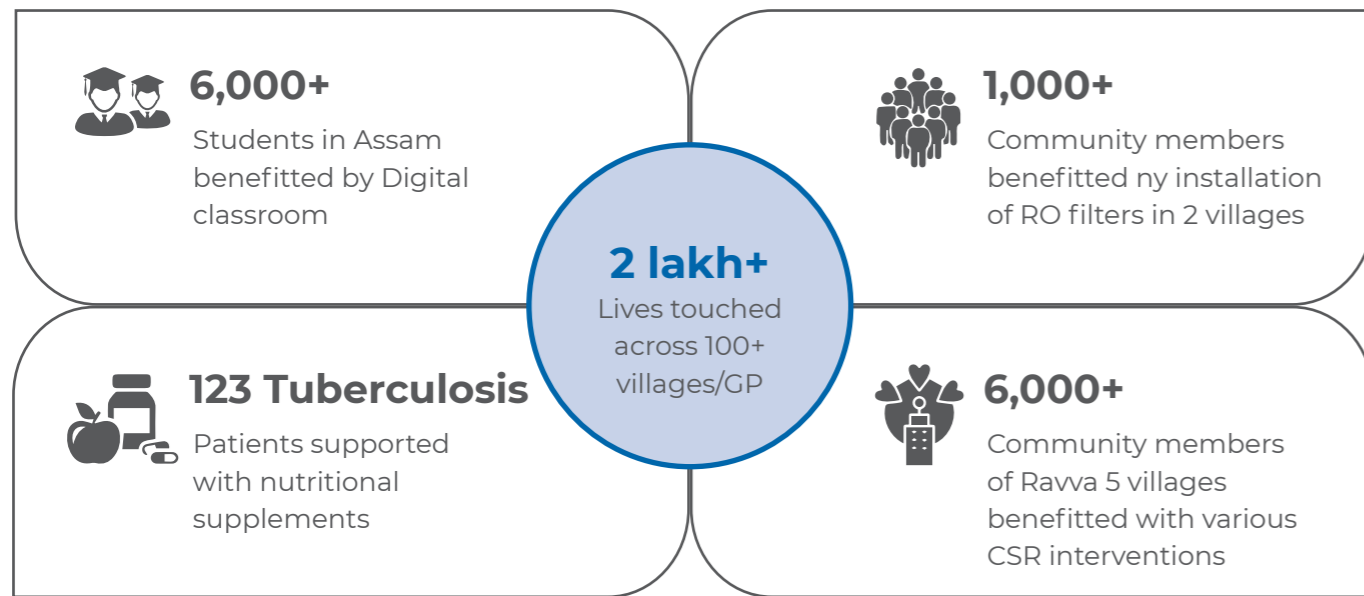 6,000+
Students in Assam
benefitted by Digital
classroom
1,000+
Community members
benefitted ny installation
of RO filters in 2 villages
2 lakh+
Lives touched
across 100+
villages/GP
123 Tuberculosis
Patients supported
with nutritional
supplements
6,000+
Community members
of Ravva 5 villages
benefitted with various
CSR interventions